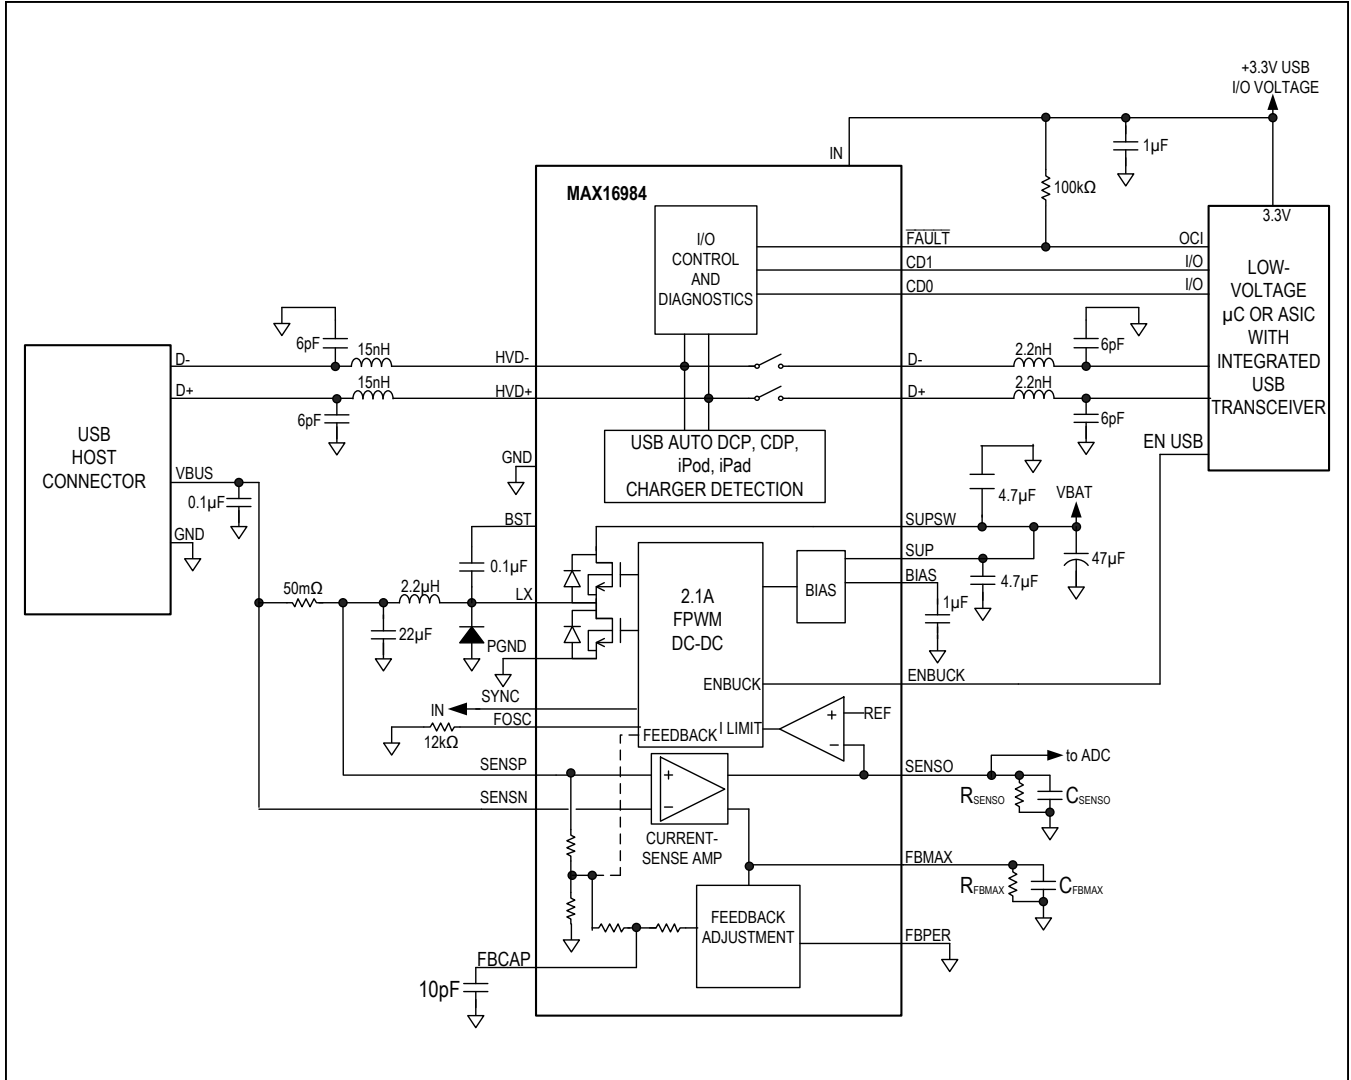 +3.3V USB
I/O VOLTAGE
IN
1µF
MAX16984
100kΩ
3.3V
I/O
CONTROL
AND
DIAGNOSTICS
FAULT
OCI
CD1
I/O
CD0
I/O
LOW-
VOLTAGE
µC OR ASIC
WITH
INTEGRATED
USB
TRANSCEIVER
6pF
15nH
D-
HVD-
D-
2.2nH
6pF
15nH
D+
HVD+
D+
2.2nH
6pF
6pF
USB
HOST
CONNECTOR
USB AUTO DCP, CDP,
iPod, iPad
CHARGER DETECTION
EN USB
GND
VBUS
0.1µF
4.7µF
VBAT
BST
SUPSW
GND
0.1µF
SUP
47µF
BIAS
4.7µF
BIAS
1µF
50mΩ
2.2µH
LX
2.1A
FPWM
DC-DC
22µF
PGND
ENBUCK
ENBUCK
SYNC
IN
FOSC
12kΩ
FEEDBACK
I LIMIT
+
REF
−
SENSP
+
SENSO
to ADC
SENSN
−
RSENSO
CSENSO
CURRENT-
SENSE AMP
FBMAX
RFBMAX
CFBMAX
FEEDBACK
ADJUSTMENT
FBPER
FBCAP
10pF